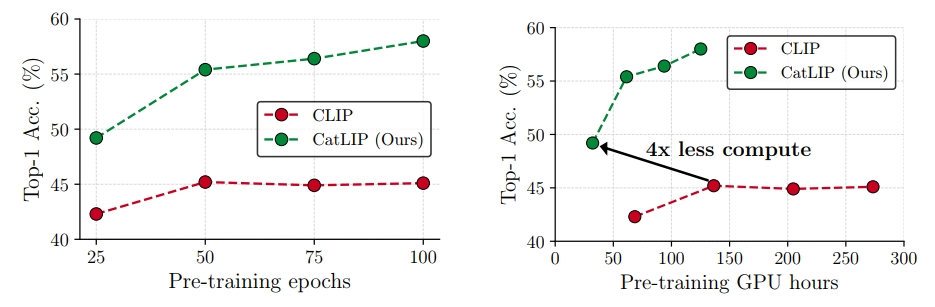 60
55
50
45
40
Top-1 Acc. (%)
CLIP
CatLIP (Ours)
25 50 75 100
Pre-training epochs
60
55
50
45
40
Top-1 Acc. (%)
CLIP
CatLIP (Ours)
4x less compute
0 50 100 150 200 250 300
Pre-training GPU hours